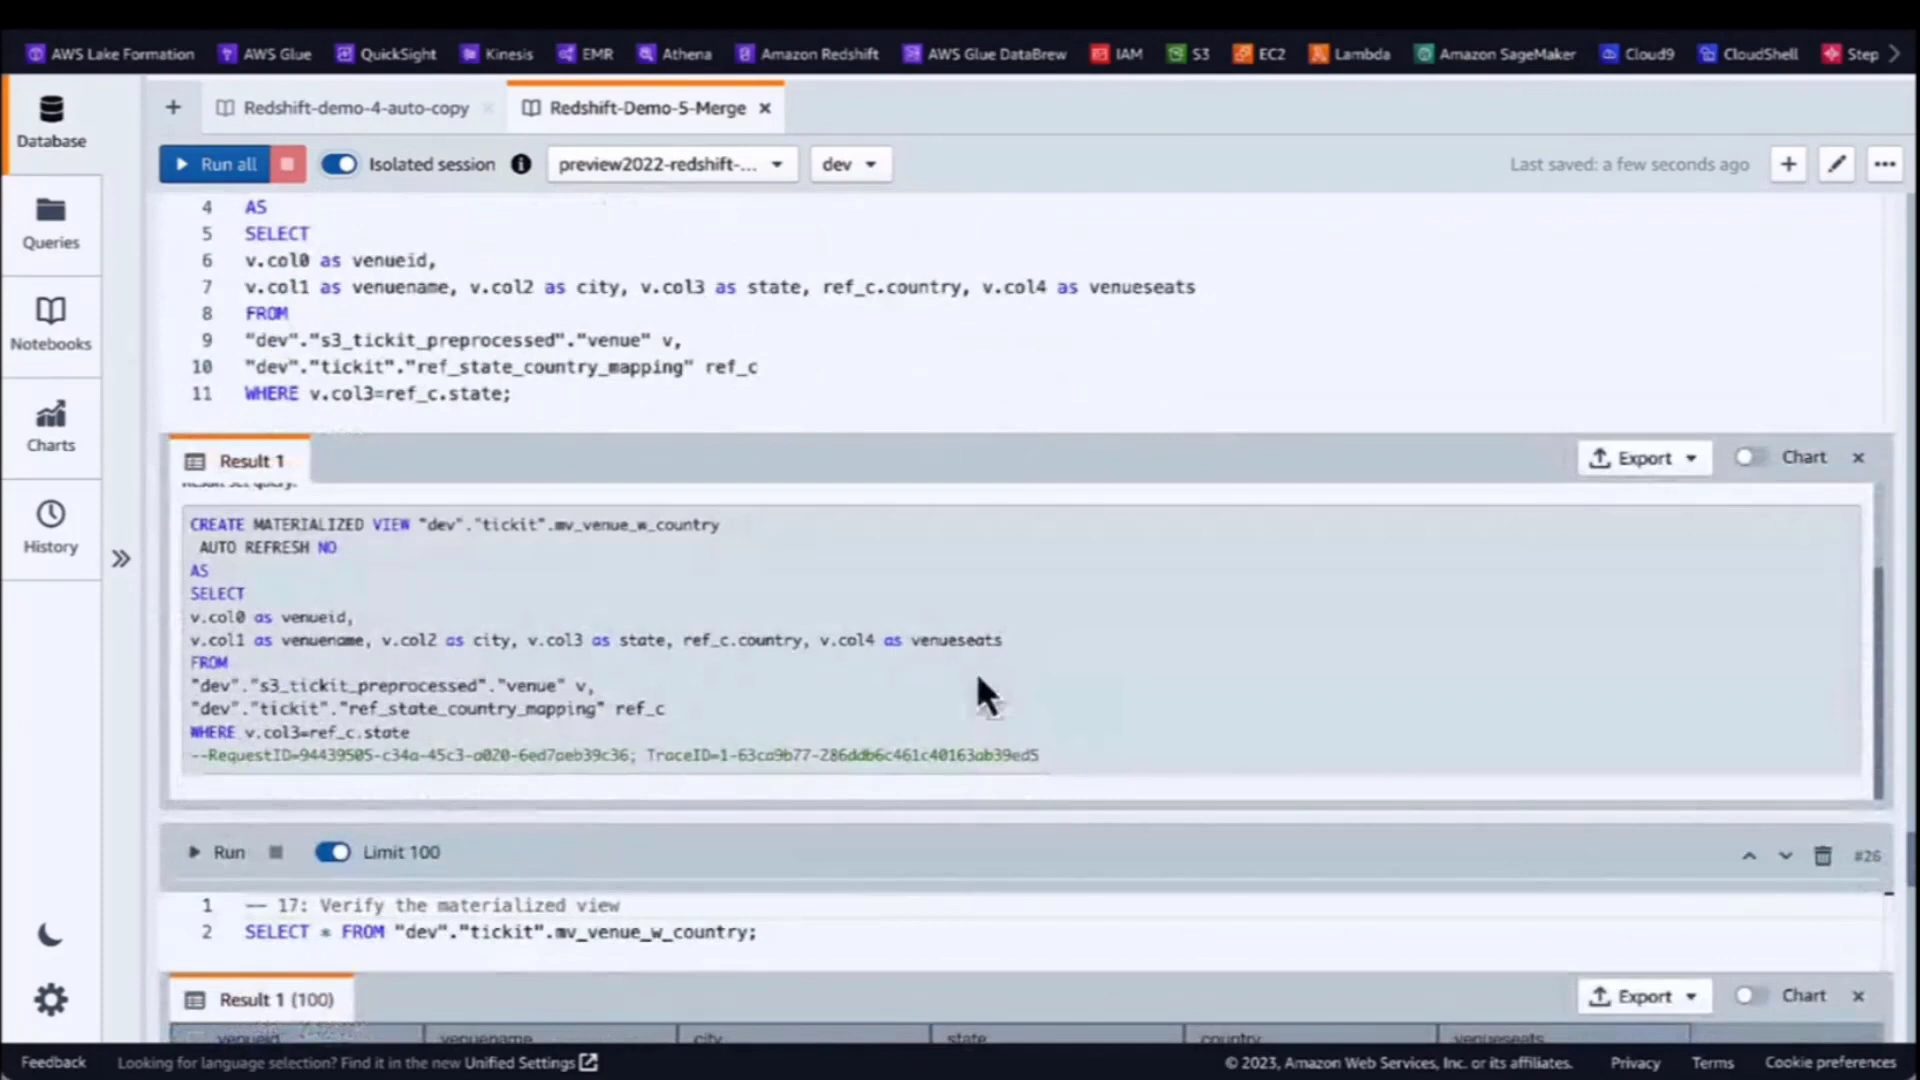 AWS Lake Formation AWS Glue QuickSight Kinesis EMR Athena Amazon Redshift AWS Glue DataBrew IAM S3 EC2 Lambda Amazon SageMaker Cloud9 CloudShell Step
Database
Queries
Notebooks
Charts
History
+ Redshift-demo-4-auto-copy × Redshift-Demo-5-Merge ×
Run all Isolated session preview2022-redshift-... dev Last saved: a few seconds ago
4 AS
5 SELECT
6 v.col0 as venueid,
7 v.col1 as venuename, v.col2 as city, v.col3 as state, ref_c.country, v.col4 as venueseats
8 FROM
9 "dev"."s3_tickit_preprocessed"."venue" v,
10 "dev"."tickit"."ref_state_country_mapping" ref_c
11 WHERE v.col3=ref_c.state;
Result 1 Export Chart ×
Result set query:
CREATE MATERIALIZED VIEW "dev"."tickit".mv_venue_w_country
AUTO REFRESH NO
AS
SELECT
v.col0 as venueid,
v.col1 as venuename, v.col2 as city, v.col3 as state, ref_c.country, v.col4 as venueseats
FROM
"dev"."s3_tickit_preprocessed"."venue" v,
"dev"."tickit"."ref_state_country_mapping" ref_c
WHERE v.col3=ref_c.state
--RequestID=94439505-c34a-45c3-a020-6ed7aeb39c36; TraceID=1-63ca9b77-286ddb6c461c40163ab39ed5
Run Limit 100 #26
1 -- 17: Verify the materialized view
2 SELECT * FROM "dev"."tickit".mv_venue_w_country;
Result 1 (100) Export Chart ×
venueid venuename city state country venueseats
Feedback Looking for language selection? Find it in the new Unified Settings © 2023, Amazon Web Services, Inc. or its affiliates. Privacy Terms Cookie preferences